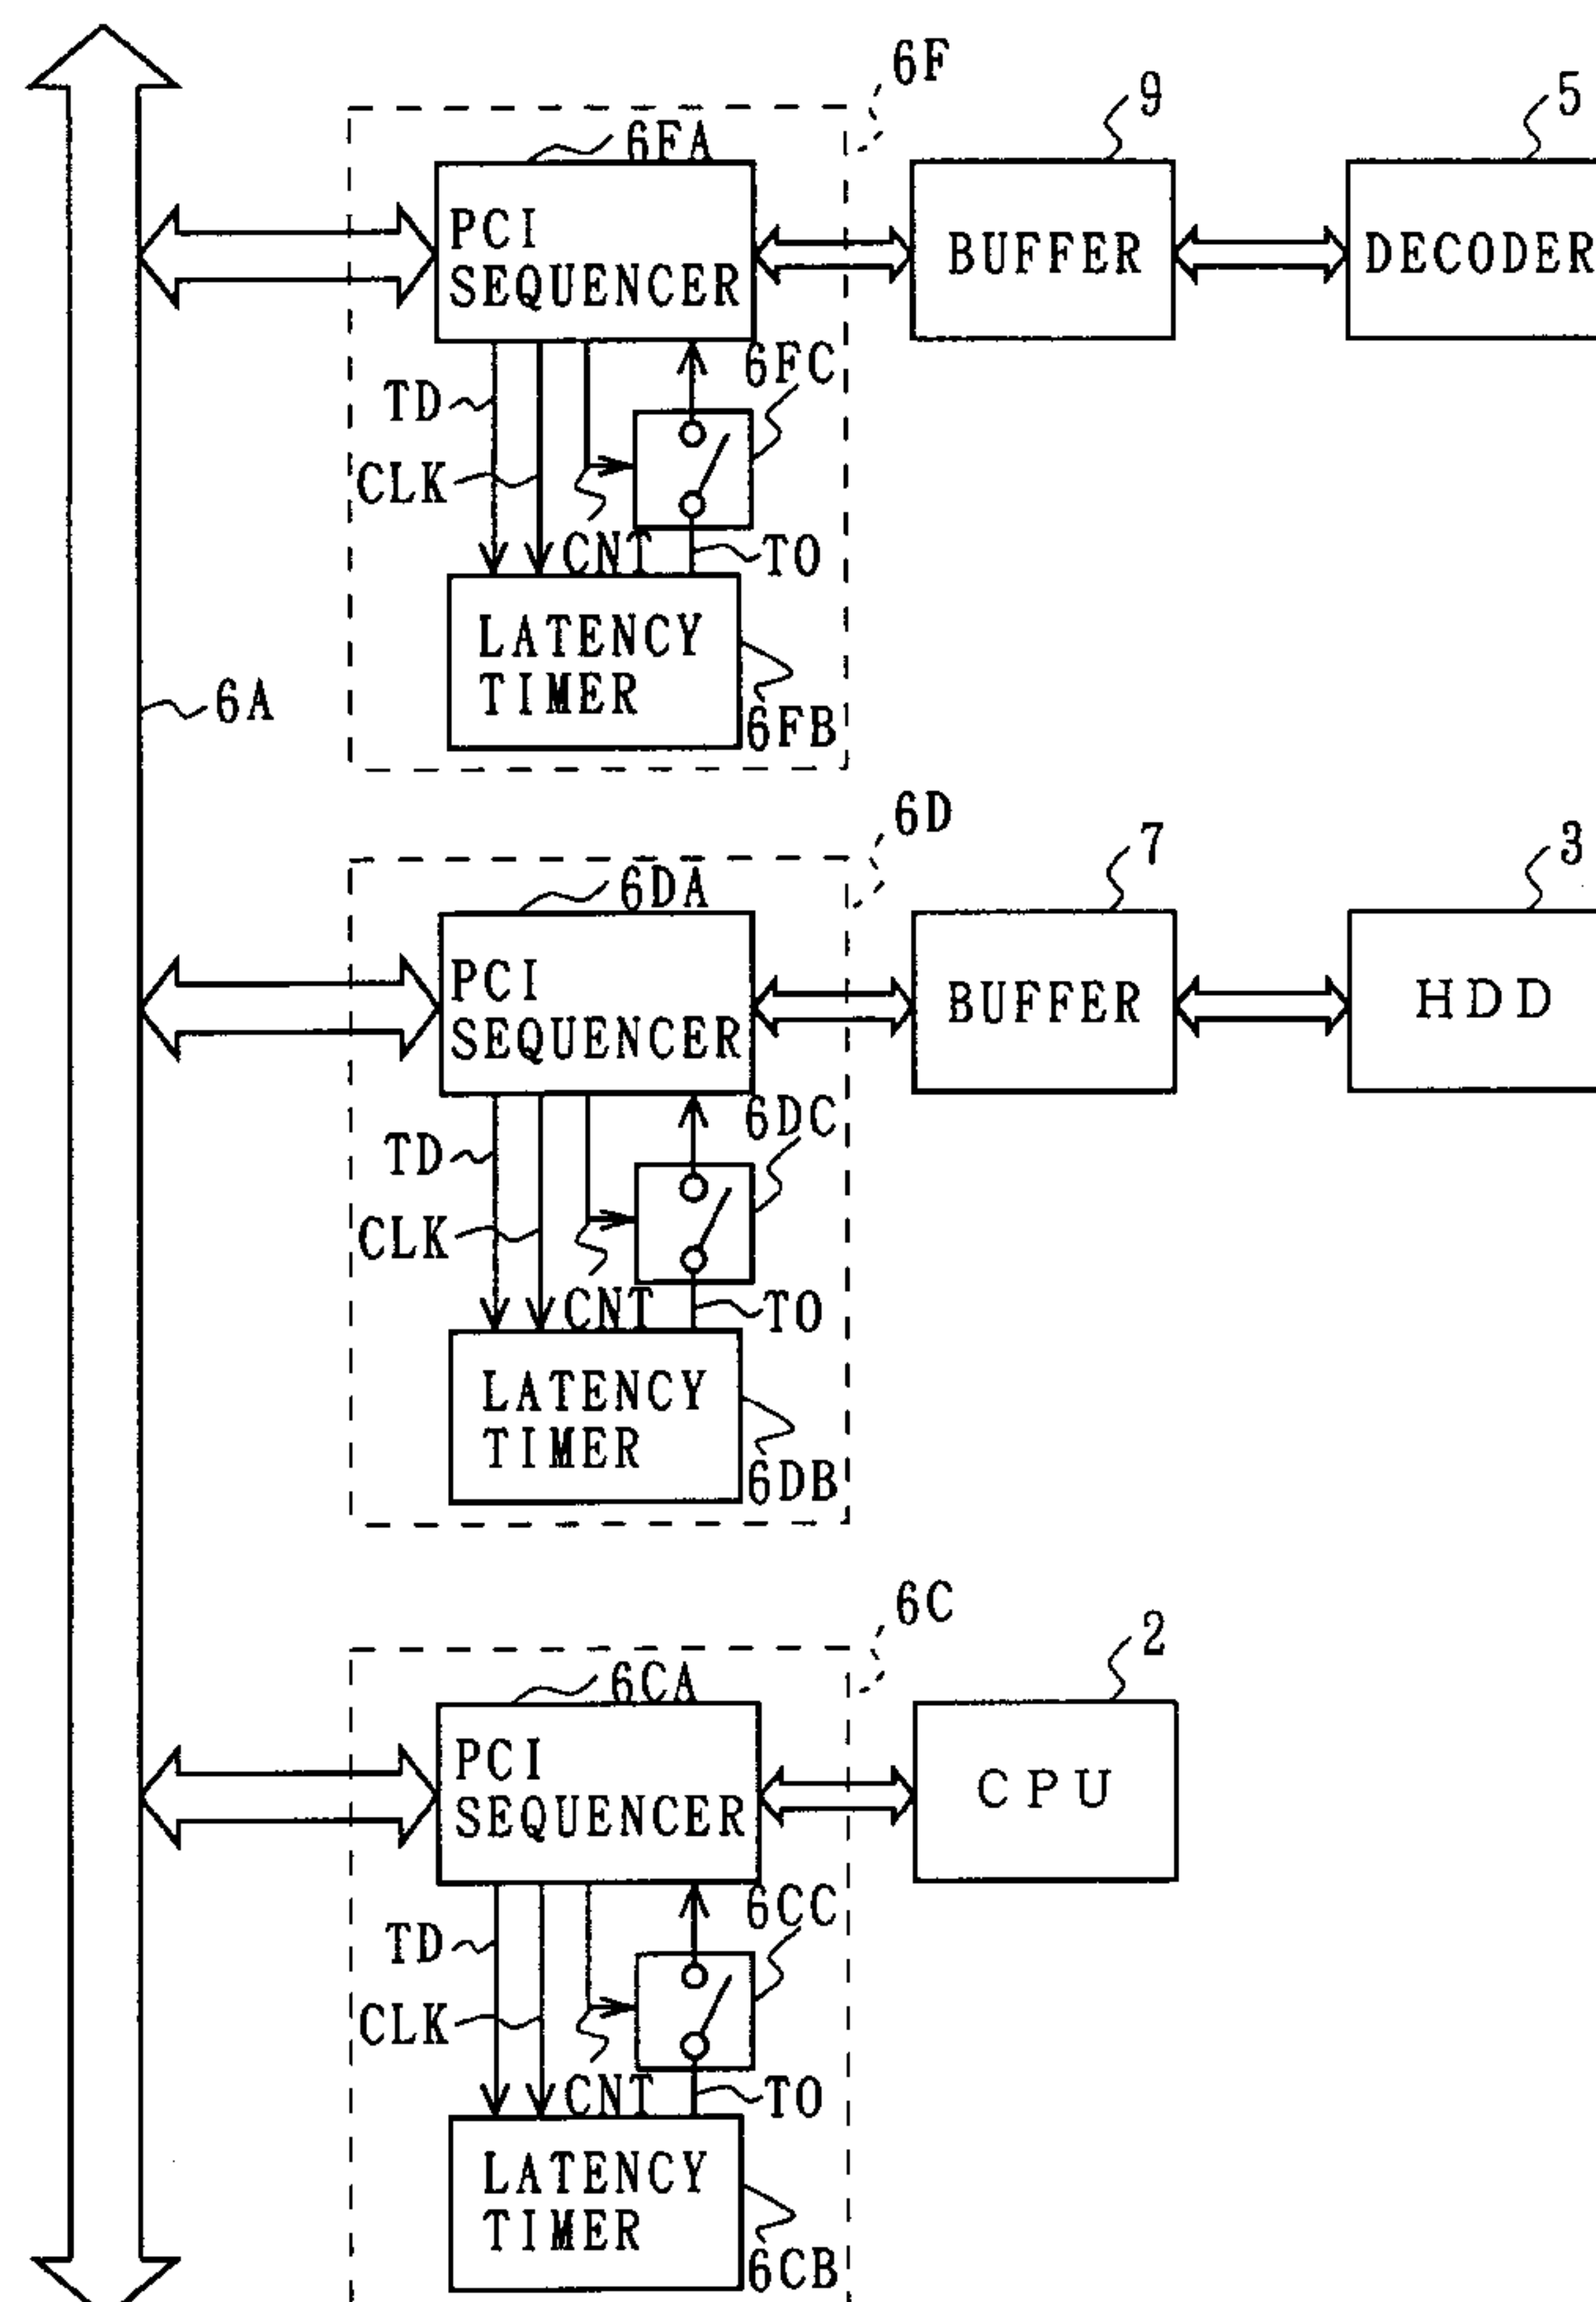 6F
9
5
6FA
PCI
SEQUENCER
BUFFER
DECODER
6FC
TD
CLK
CNT
TO
LATENCY
TIMER
6FB
6A
6D
7
3
6DA
PCI
SEQUENCER
BUFFER
HDD
6DC
TD
CLK
CNT
TO
LATENCY
TIMER
6DB
6C
2
6CA
PCI
SEQUENCER
CPU
6CC
TD
CLK
CNT
TO
LATENCY
TIMER
6CB